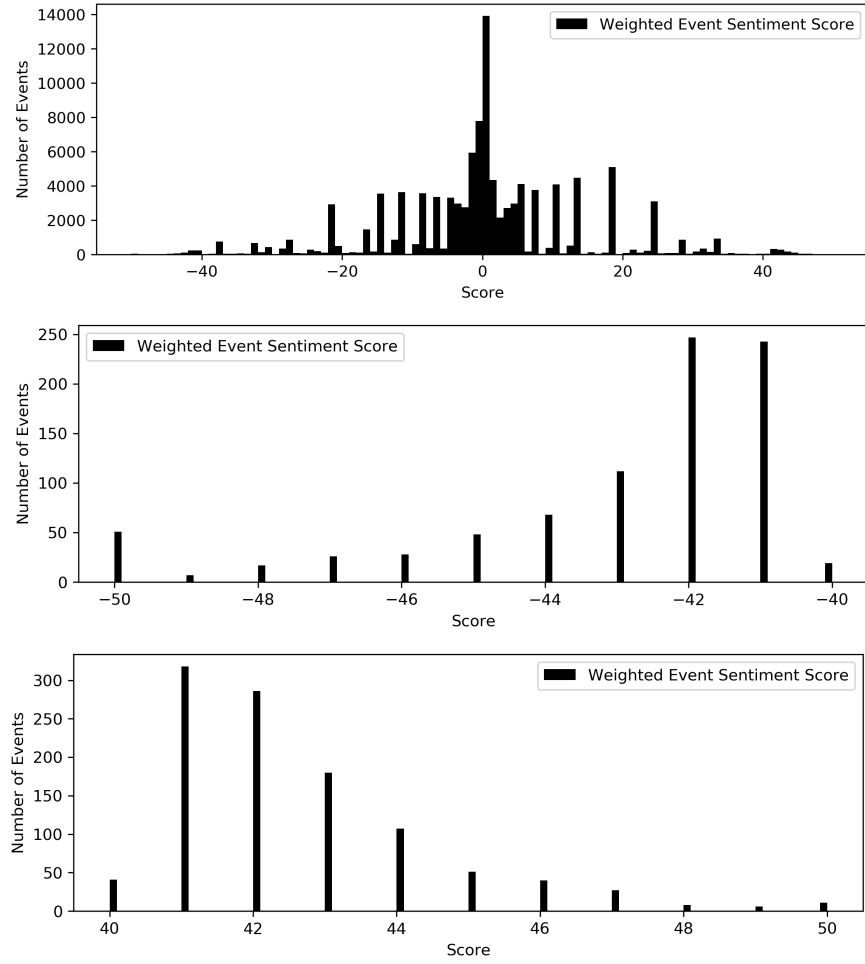 14000
12000
10000
8000
6000
4000
2000
0
Number of Events
Weighted Event Sentiment Score
−40 −20 0 20 40
Score
250
200
150
100
50
0
Number of Events
Weighted Event Sentiment Score
−50 −48 −46 −44 −42 −40
Score
300
250
200
150
100
50
0
Number of Events
Weighted Event Sentiment Score
40 42 44 46 48 50
Score